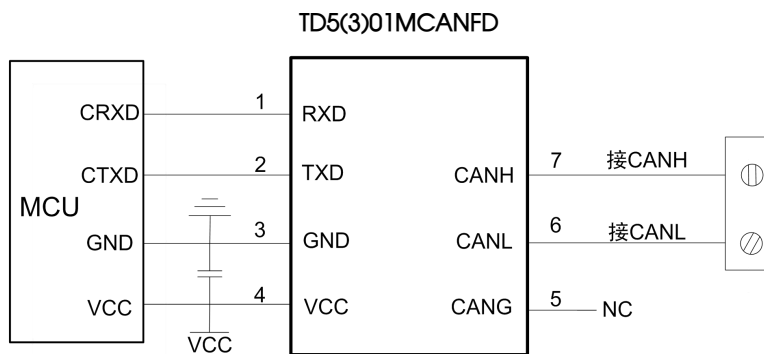 TD5(3)01MCANFD
CRXD 1 RXD
CTXD 2 TXD CANH 7 接CANH
MCU
GND 3 GND CANL 6 接CANL
VCC 4 VCC CANG 5 NC
VCC